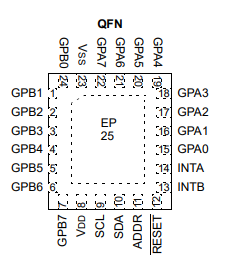 QFN
GPB0 VSS GPA7 GPA6 GPA5 GPA4
24 23 22 21 20 19
GPB1 1 18 GPA3
GPB2 2 17 GPA2
GPB3 3 EP 16 GPA1
GPB4 4 25 15 GPA0
GPB5 5 14 INTA
GPB6 6 13 INTB
7 8 9 10 11 12
GPB7 VDD SCL SDA ADDR RESET